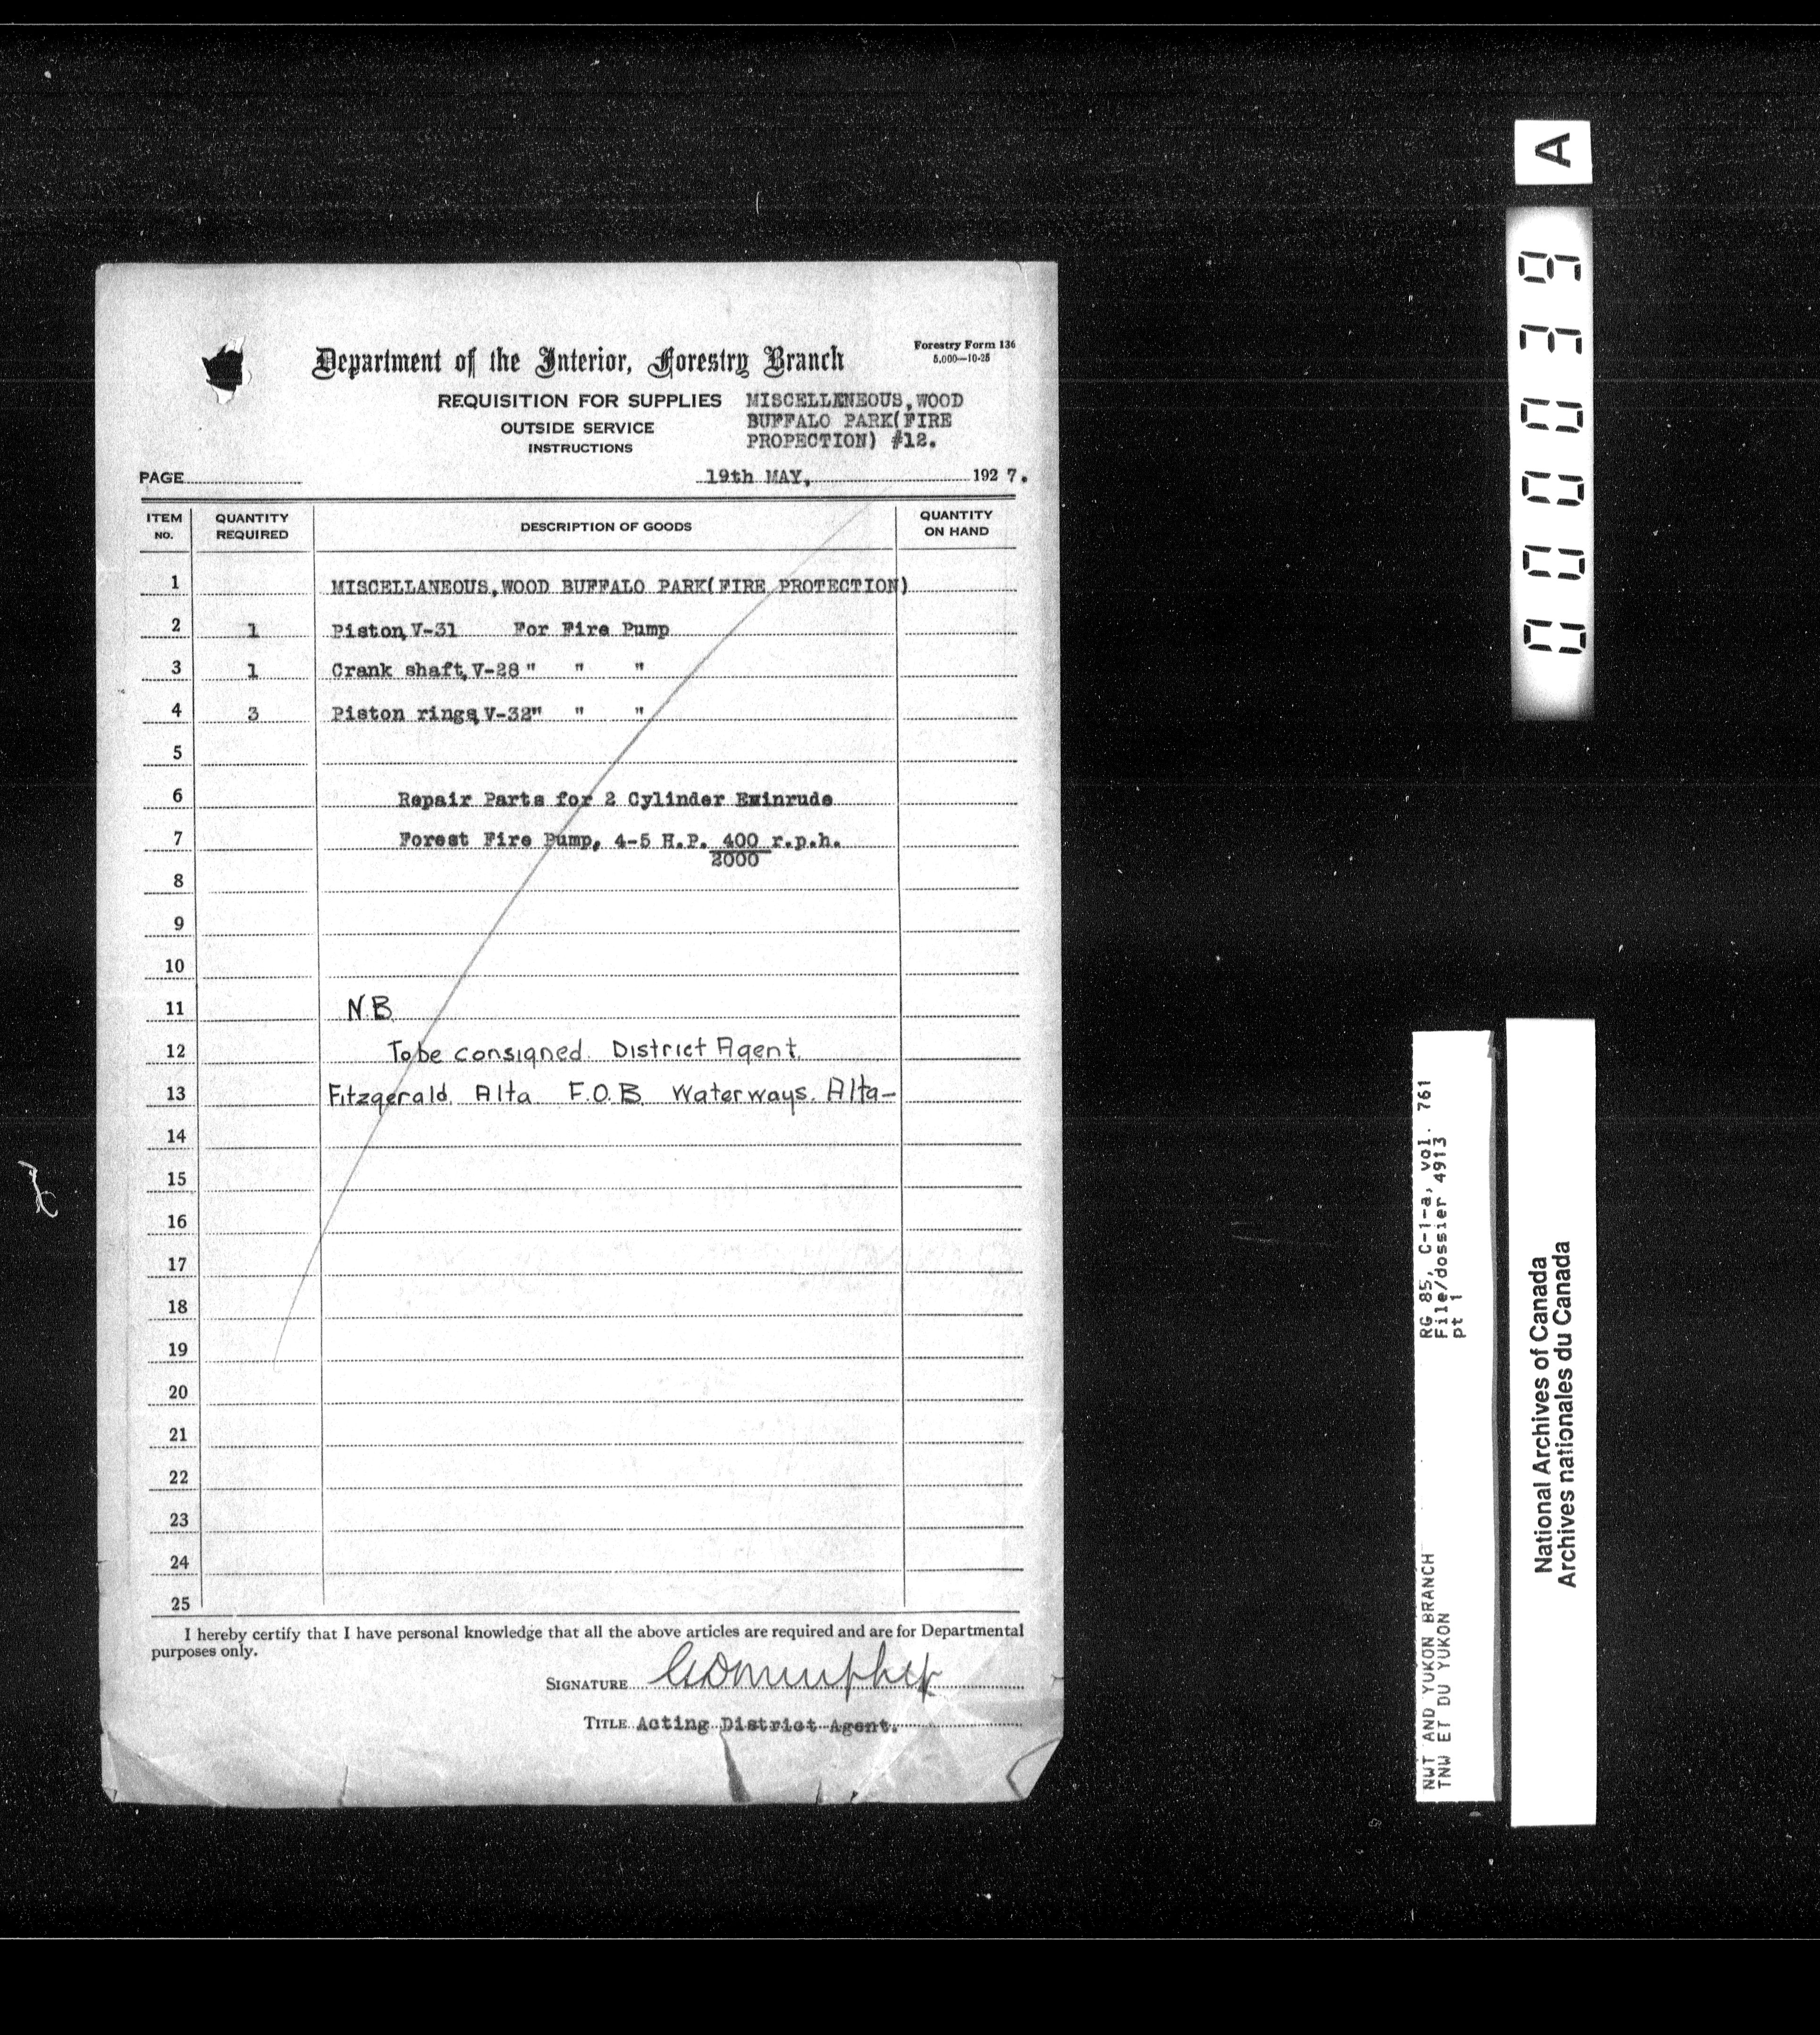 Department of the Interior, Forestry Branch
Forestry Form 136
5,000—10-25
REQUISITION FOR SUPPLIES
OUTSIDE SERVICE
INSTRUCTIONS
MISCELLENEOUS,WOOD
BUFFALO PARK(FIRE
PROPECTION) #12.
PAGE
19th MAY, 1927.
ITEM NO. QUANTITY REQUIRED DESCRIPTION OF GOODS QUANTITY ON HAND
1 MISCELLANEOUS,WOOD BUFFALO PARK(FIRE PROTECTION)
2 1 Piston,V-31 For Fire Pump
3 1 Crank shaft,V-28 " " "
4 3 Piston rings,V-32" " "
5
6 Repair Parts for 2 Cylinder Evinrude
7 Forest Fire Pump, 4-5 H.P. 400 r.p.h.
2000
8
9
10
11 N.B.
12 To be consigned. District Agent.
13 Fitzgerald. Alta F.O.B. Waterways. Alta—
14
15
16
17
18
19
20
21
22
23
24
25
I hereby certify that I have personal knowledge that all the above articles are required and are for Departmental
purposes only.
SIGNATURE
TITLE Acting District Agent.
A
000039
RG 85, C-1-a, vol. 761
File/dossier 4913
pt 1
NWT AND YUKON BRANCH
TNW ET DU YUKON
National Archives of Canada
Archives nationales du Canada